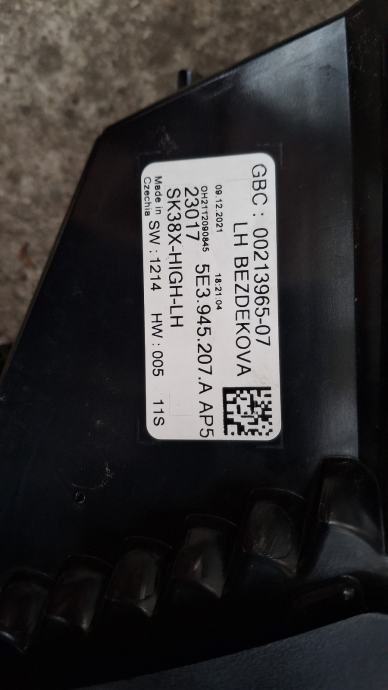 GBC: 00213965-07
LH BEZDEKOVA
09.12.2021 18:21:04
OH2112090845
23017 5E3.945.207.A AP5
SK38X-HIGH-LH
Made in Czechia SW: 1214 HW: 005 11S